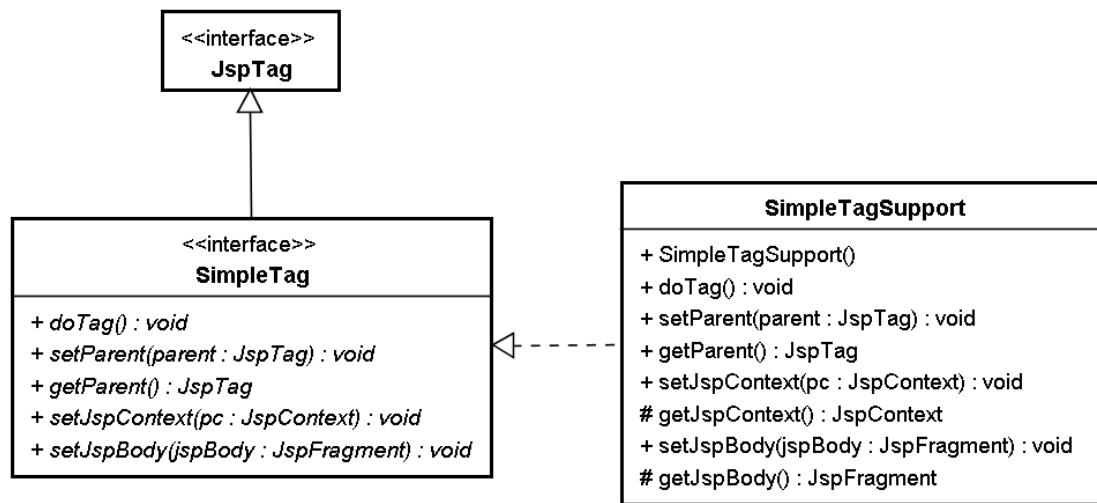 <<interface>>
JspTag
<<interface>>
SimpleTag
+ doTag() : void
+ setParent(parent : JspTag) : void
+ getParent() : JspTag
+ setJspContext(pc : JspContext) : void
+ setJspBody(jspBody : JspFragment) : void
SimpleTagSupport
+ SimpleTagSupport()
+ doTag() : void
+ setParent(parent : JspTag) : void
+ getParent() : JspTag
+ setJspContext(pc : JspContext) : void
# getJspContext() : JspContext
+ setJspBody(jspBody : JspFragment) : void
# getJspBody() : JspFragment